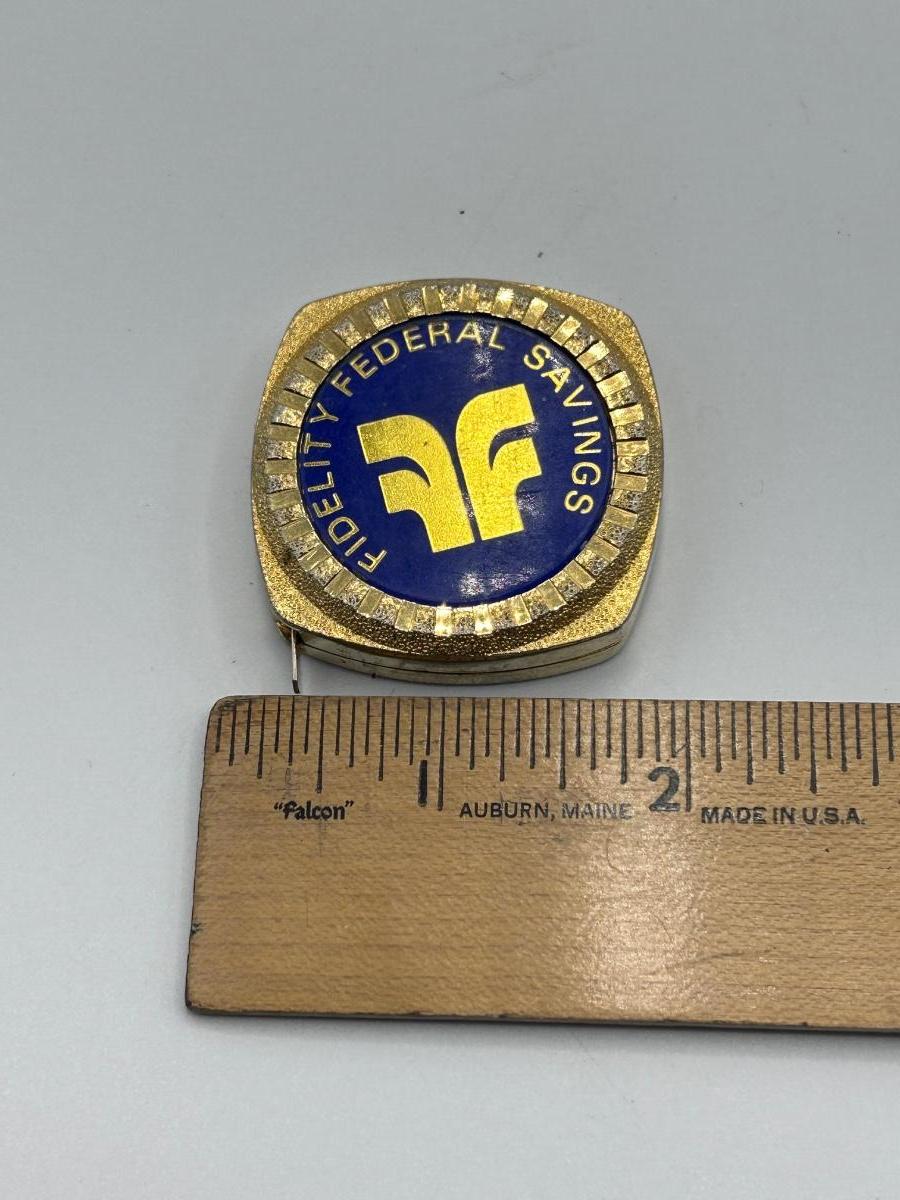 FIDELITY FEDERAL SAVINGS
1
2
"Falcon"
AUBURN, MAINE
MADE IN U.S.A.